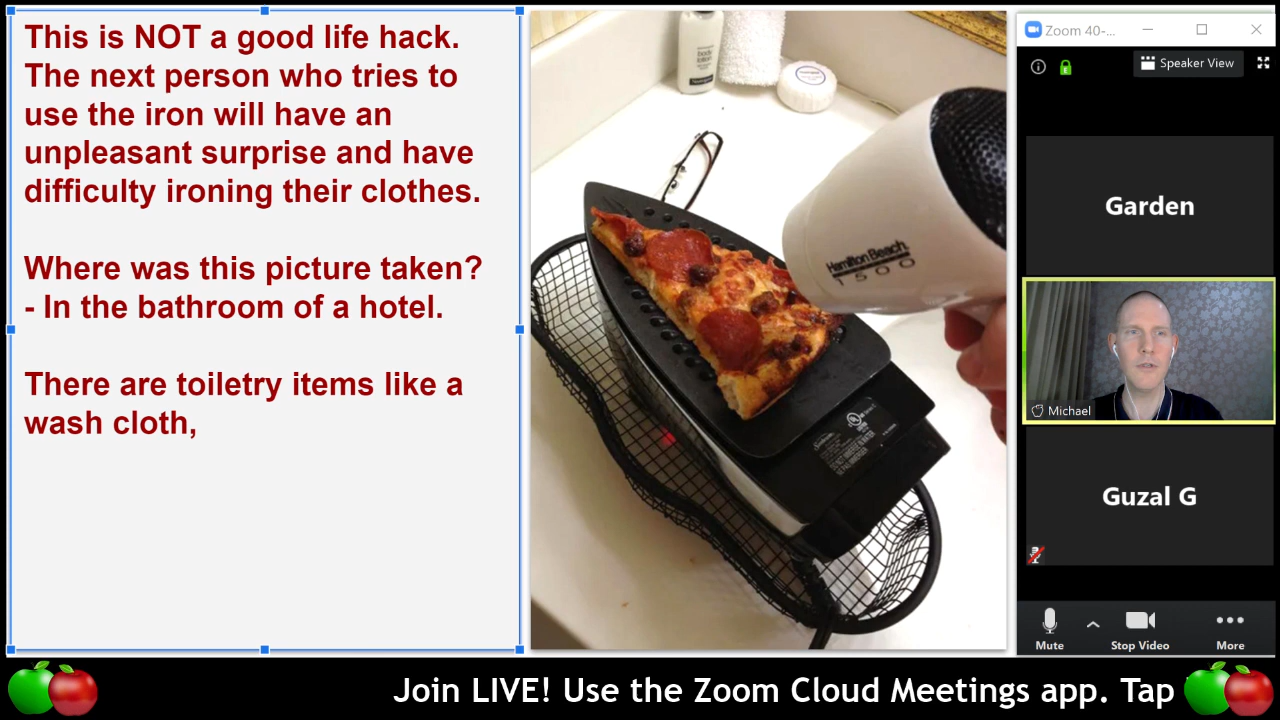 This is NOT a good life hack.
The next person who tries to
use the iron will have an
unpleasant surprise and have
difficulty ironing their clothes.
Where was this picture taken?
- In the bathroom of a hotel.
There are toiletry items like a
wash cloth,
body
lotion
Hamilton Beach
1500
Zoom 40-...
Speaker View
Garden
Michael
Guzal G
Mute
Stop Video
More
Join LIVE! Use the Zoom Cloud Meetings app. Tap